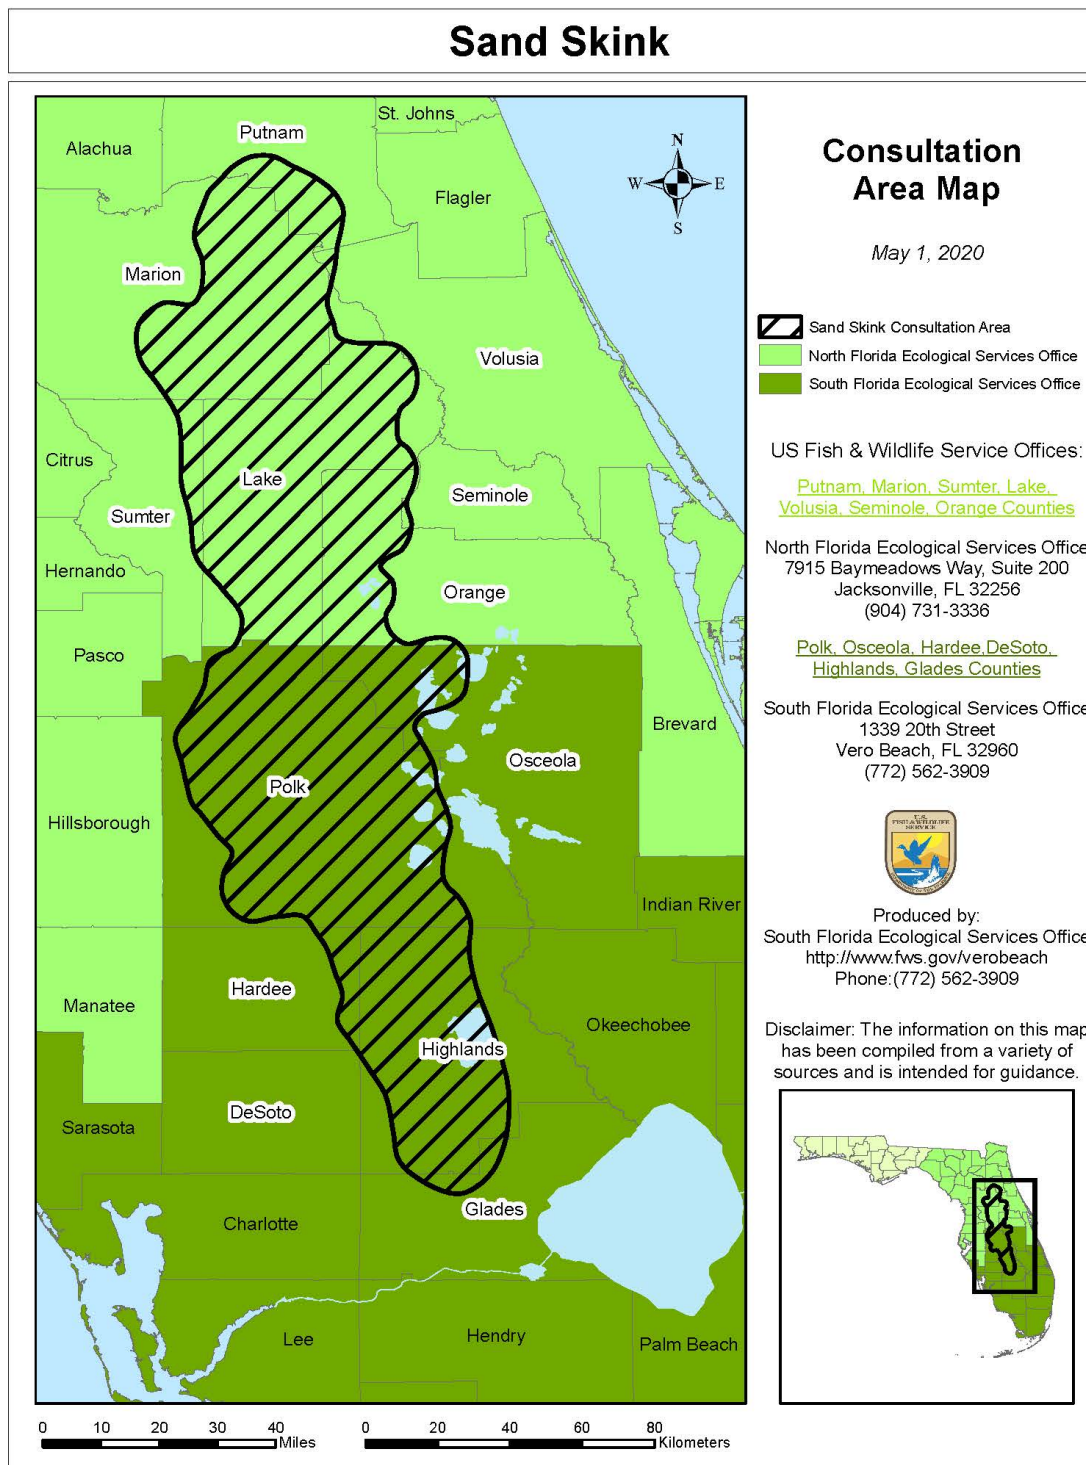 Sand Skink
St. Johns
Putnam
Alachua
N
W
E
S
Flagler
Marion
Volusia
Citrus
Lake
Seminole
Sumter
Hernando
Orange
Pasco
Brevard
Osceola
Polk
Hillsborough
Indian River
Hardee
Manatee
Okeechobee
Highlands
DeSoto
Sarasota
Glades
Charlotte
Hendry
Lee
Palm Beach
0 10 20 30 40
Miles
0 20 40 60 80
Kilometers
Consultation
Area Map
May 1, 2020
Sand Skink Consultation Area
North Florida Ecological Services Office
South Florida Ecological Services Office
US Fish & Wildlife Service Offices:
Putnam, Marion, Sumter, Lake,
Volusia, Seminole, Orange Counties
North Florida Ecological Services Office
7915 Baymeadows Way, Suite 200
Jacksonville, FL 32256
(904) 731-3336
Polk, Osceola, Hardee,DeSoto,
Highlands, Glades Counties
South Florida Ecological Services Office
1339 20th Street
Vero Beach, FL 32960
(772) 562-3909
U.S.
FISH & WILDLIFE
SERVICE
Produced by:
South Florida Ecological Services Office
http://www.fws.gov/verobeach
Phone:(772) 562-3909
Disclaimer: The information on this map
has been compiled from a variety of
sources and is intended for guidance.